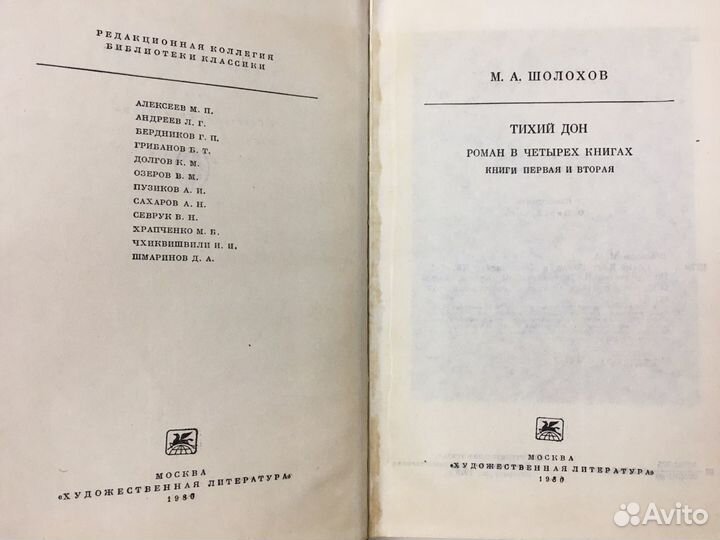 РЕДАКЦИОННАЯ КОЛЛЕГИЯ
БИБЛИОТЕКИ КЛАССИКИ
АЛЕКСЕЕВ М. П.
АНДРЕЕВ Л. Г.
БЕРДНИКОВ Г. П.
ГРИБАНОВ Б. Т.
ДОЛГОВ К. М.
ОЗЕРОВ В. М.
ПУЗИКОВ А. И.
САХАРОВ А. Н.
СЕВРУК В. Н.
ХРАПЧЕНКО М. Б.
ЧХИКВИШВИЛИ И. И.
ШМАРИНОВ Д. А.
МОСКВА
«ХУДОЖЕСТВЕННАЯ ЛИТЕРАТУРА»
1980
М. А. ШОЛОХОВ
ТИХИЙ ДОН
РОМАН В ЧЕТЫРЕХ КНИГАХ
КНИГИ ПЕРВАЯ И ВТОРАЯ
МОСКВА
«ХУДОЖЕСТВЕННАЯ ЛИТЕРАТУРА»
1980
Avito